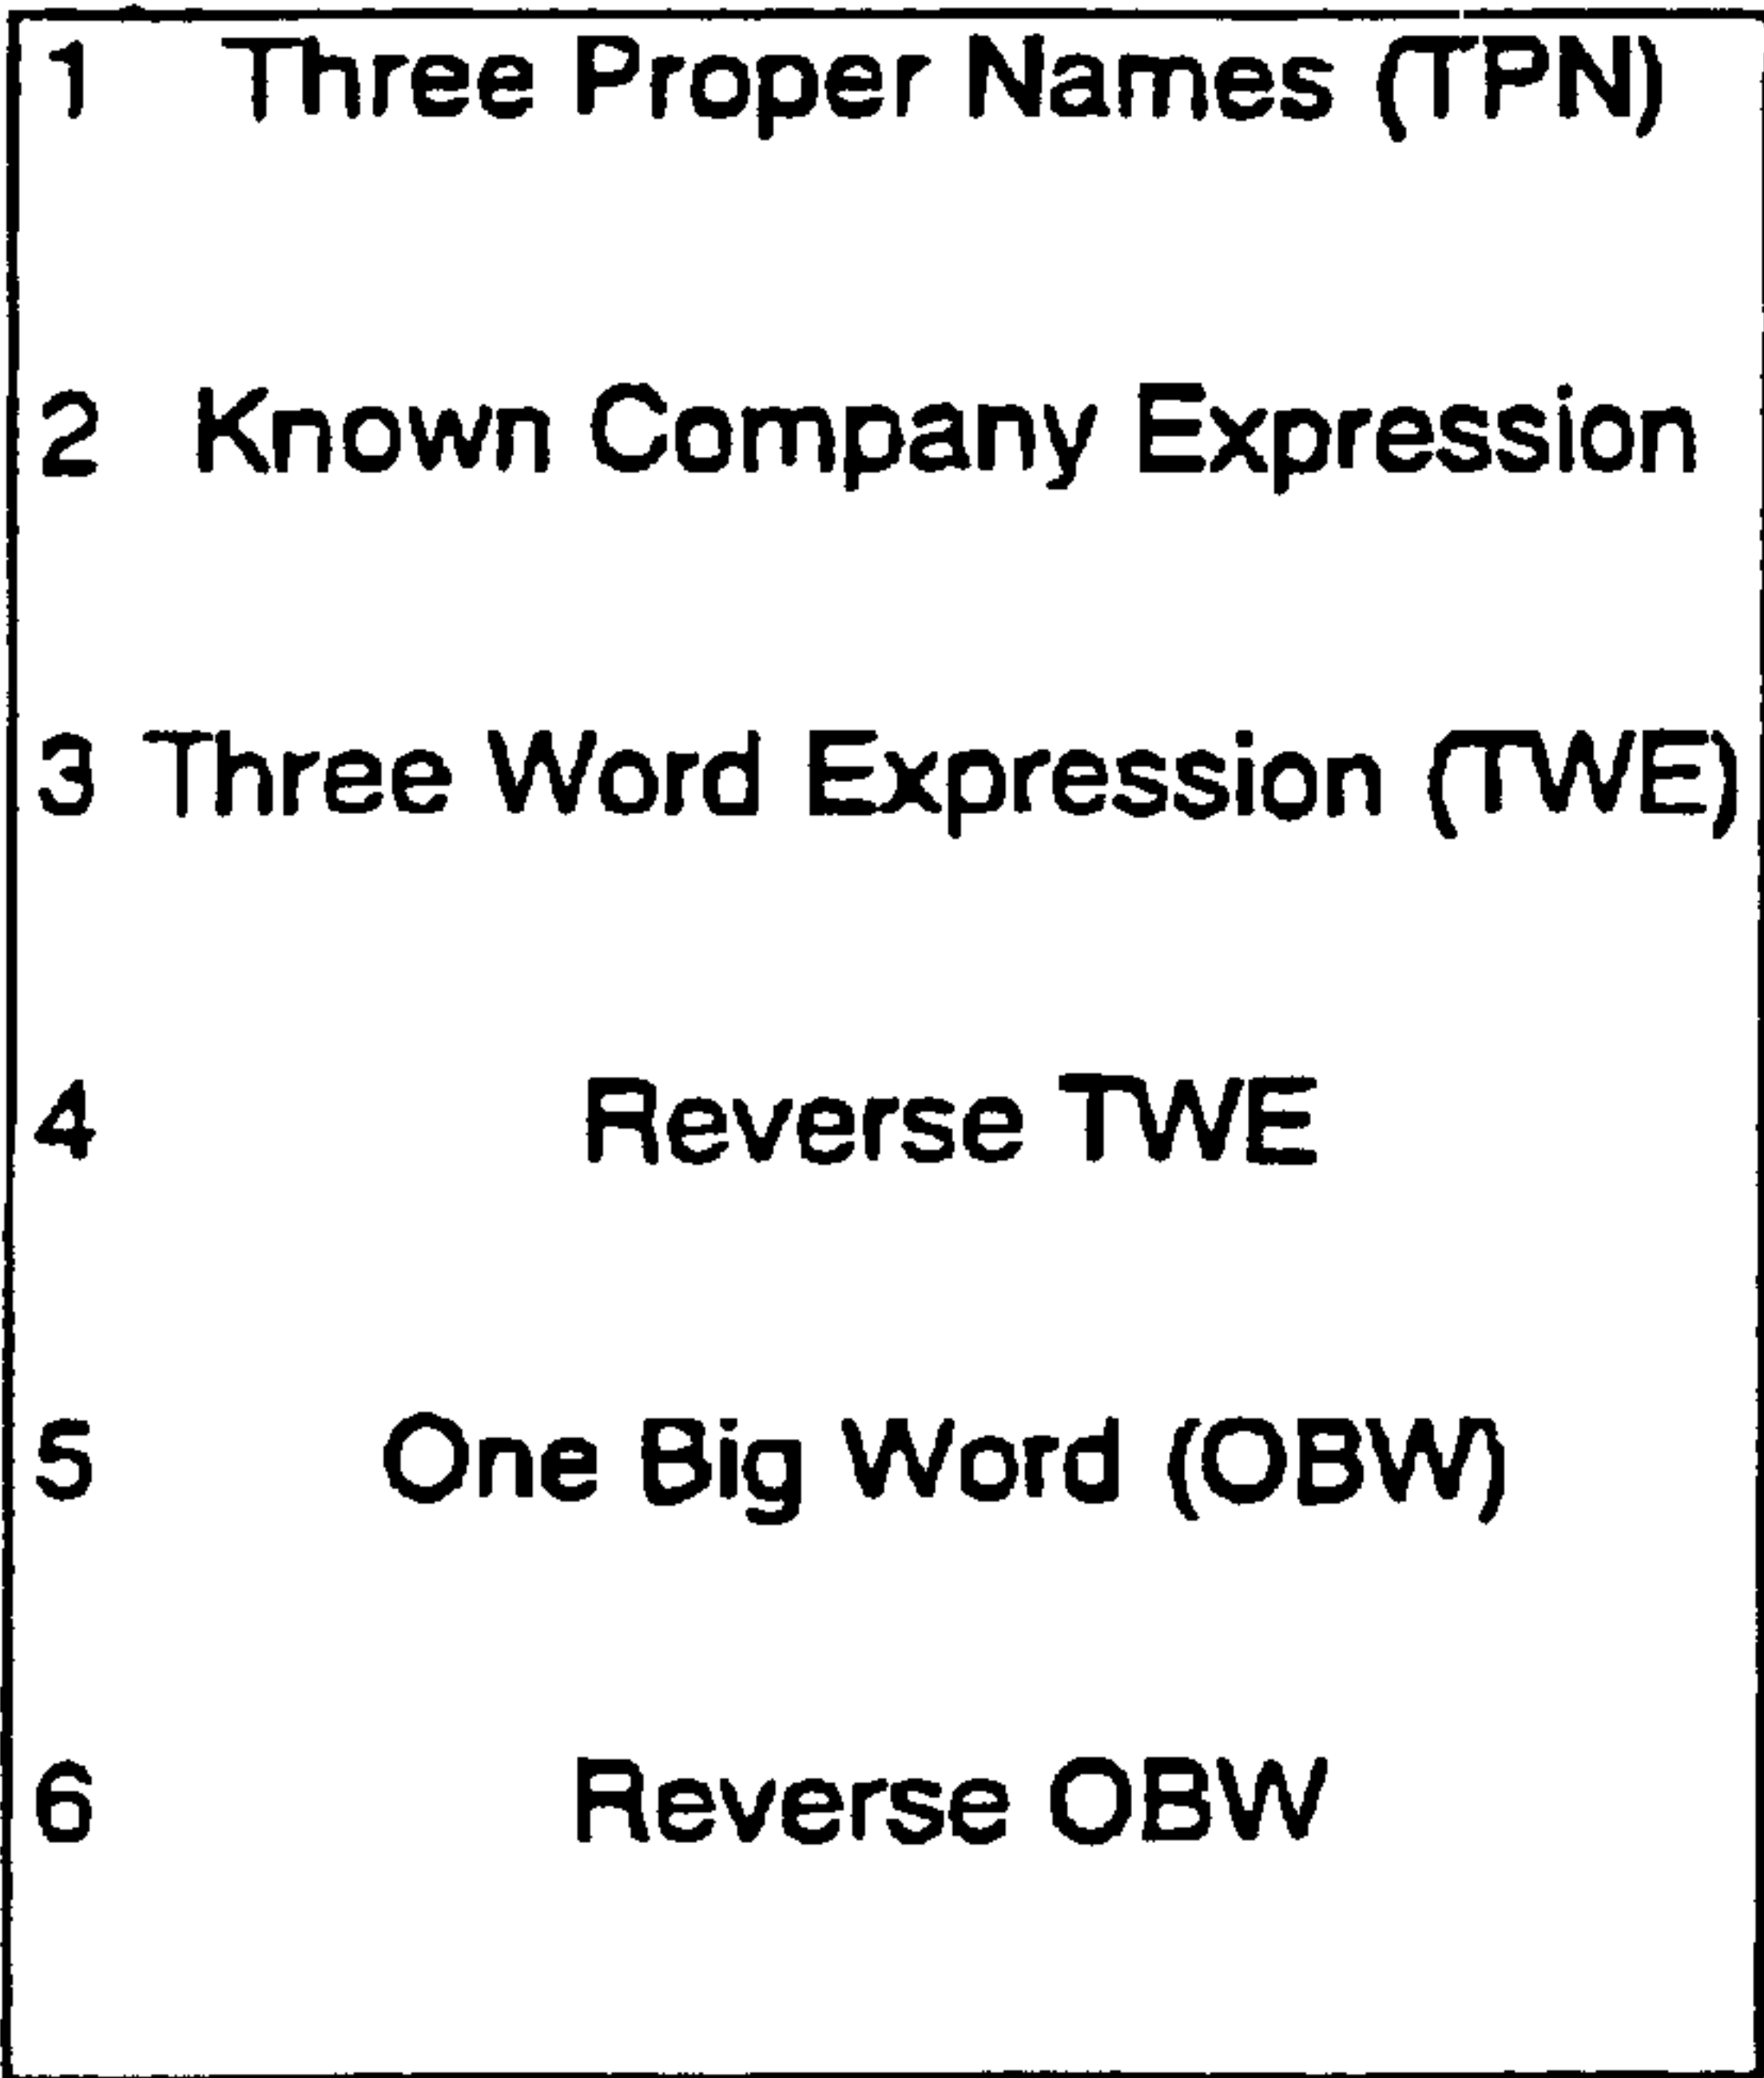 1 Three Proper Names (TPN)
2 Known Company Expression
3 Three Word Expression (TWE)
4 Reverse TWE
5 One Big Word (OBW)
6 Reverse OBW